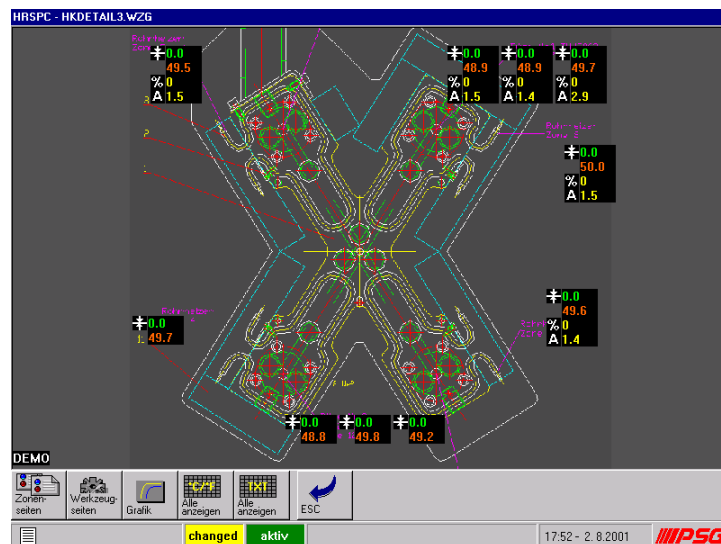 HRSPC - HKDETAIL3.WZG
0.0
49.5
% 0
A 1.5
0.0
48.9
% 0
A 1.5
0.0
48.9
% 0
A 1.4
0.0
49.7
% 0
A 2.9
0.0
50.0
% 0
A 1.5
0.0
49.7
0.0
49.6
% 0
A 1.4
0.0
48.8
0.0
49.8
0.0
49.2
DEMO
Zonen-
seiten
Werkzeug-
seiten
Grafik
°C/°F
Alle
anzeigen
TXT
Alle
anzeigen
ESC
changed
aktiv
17:52 - 2. 8.2001
PSG